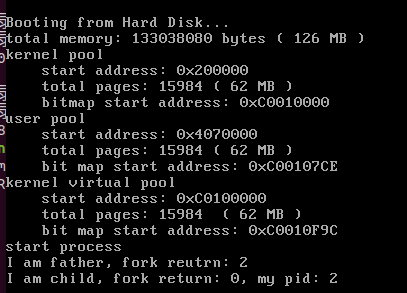 Booting from Hard Disk...
total memory: 133038080 bytes ( 126 MB )
kernel pool
    start address: 0x200000
    total pages: 15984 ( 62 MB )
    bitmap start address: 0xC0010000
user pool
    start address: 0x4070000
    total pages: 15984 ( 62 MB )
    bit map start address: 0xC00107CE
kernel virtual pool
    start address: 0xC0100000
    total pages: 15984  ( 62 MB )
    bit map start address: 0xC0010F9C
start process
I am father, fork reutrn: 2
I am child, fork return: 0, my pid: 2